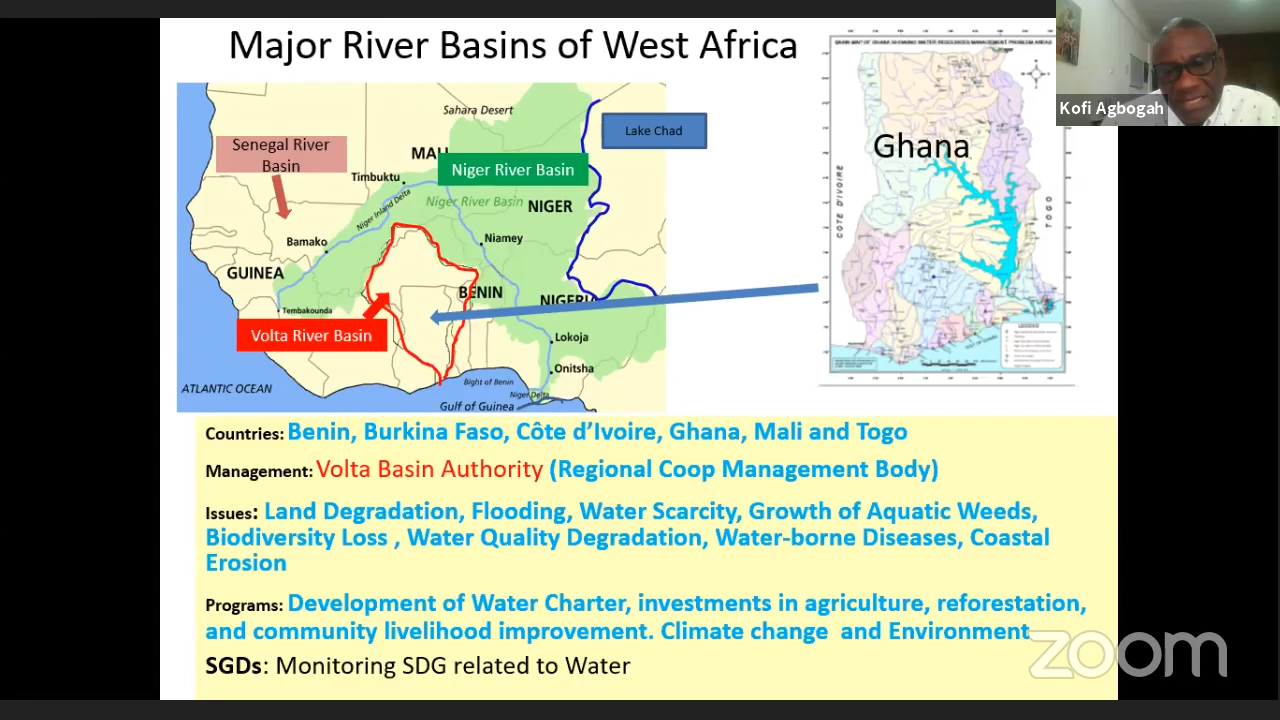 Major River Basins of West Africa
Kofi Agbogah
Sahara Desert
Lake Chad
Senegal River
Basin
MALI
Niger River Basin
Timbuktu
Niger Inland Delta
Niger River Basin
NIGER
Bamako
Niamey
GUINEA
BENIN
NIGERIA
Tembakounda
Volta River Basin
Lokoja
Onitsha
ATLANTIC OCEAN
Bight of Benin
Niger Delta
Gulf of Guinea
Ghana
COTE D'IVOIRE
TOGO
LEGEND
Countries: Benin, Burkina Faso, Côte d’Ivoire, Ghana, Mali and Togo
Management: Volta Basin Authority (Regional Coop Management Body)
Issues: Land Degradation, Flooding, Water Scarcity, Growth of Aquatic Weeds,
Biodiversity Loss , Water Quality Degradation, Water-borne Diseases, Coastal
Erosion
Programs: Development of Water Charter, investments in agriculture, reforestation,
and community livelihood improvement. Climate change and Environment
SGDs: Monitoring SDG related to Water
zoom